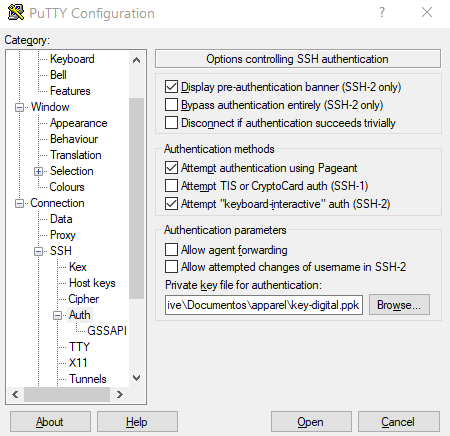 PuTTY Configuration
?
×
Category:
Keyboard
Bell
Features
Window
Appearance
Behaviour
Translation
Selection
Colours
Connection
Data
Proxy
SSH
Kex
Host keys
Cipher
Auth
GSSAPI
TTY
X11
Tunnels
Options controlling SSH authentication
Display pre-authentication banner (SSH-2 only)
Bypass authentication entirely (SSH-2 only)
Disconnect if authentication succeeds trivially
Authentication methods
Attempt authentication using Pageant
Attempt TIS or CryptoCard auth (SSH-1)
Attempt "keyboard-interactive" auth (SSH-2)
Authentication parameters
Allow agent forwarding
Allow attempted changes of username in SSH-2
Private key file for authentication:
ive\Documentos\apparel\key-digital.ppk
Browse...
About
Help
Open
Cancel